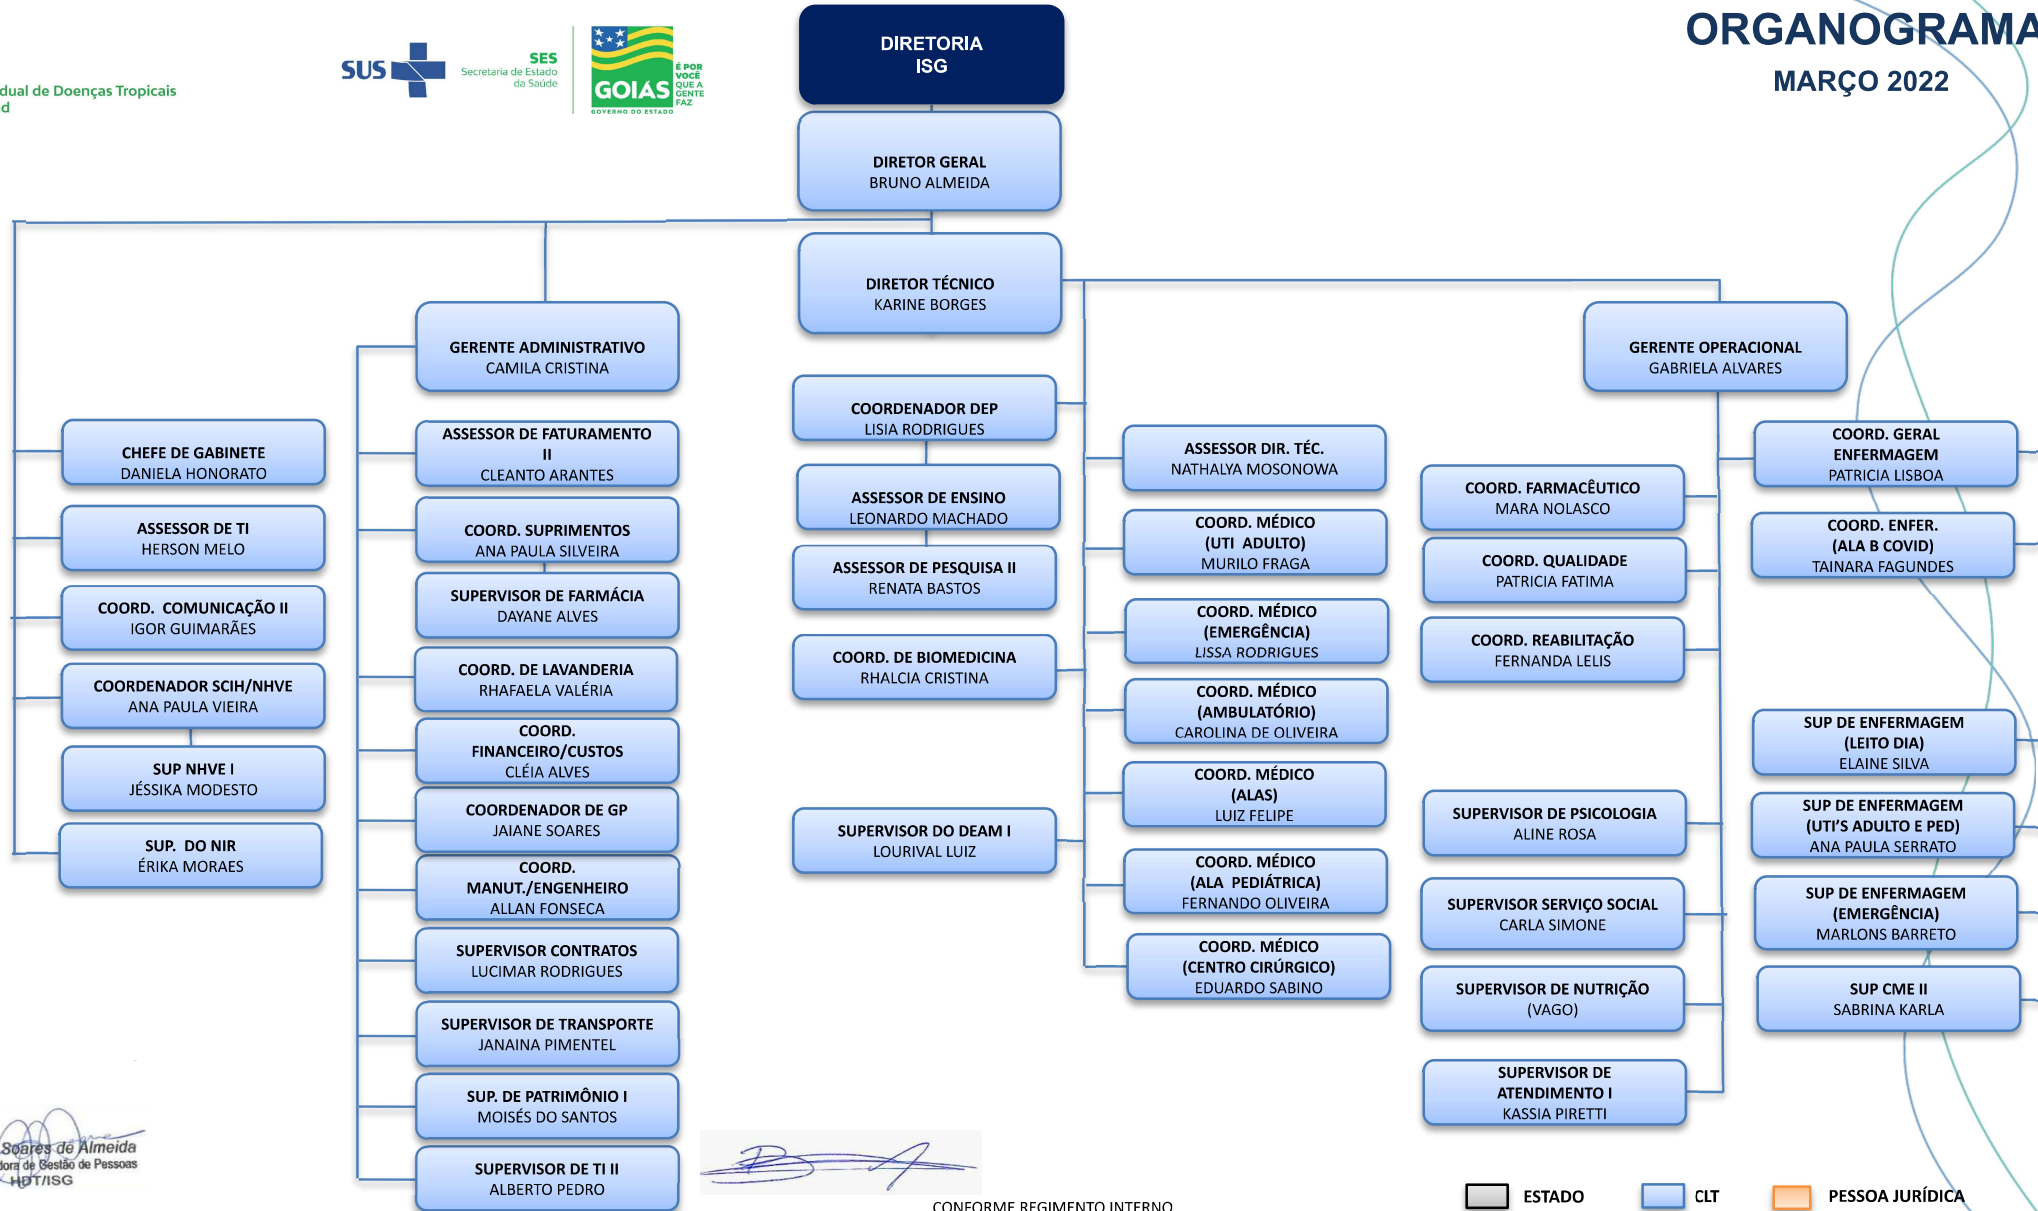 dual de Doenças Tropicais
d
SUS
SES
Secretaria de Estado
da Saúde
GOIÁS
GOVERNO DO ESTADO
É POR
VOCÊ
QUE A
GENTE
FAZ
ORGANOGRAMA
MARÇO 2022
DIRETORIA
ISG
DIRETOR GERAL
BRUNO ALMEIDA
DIRETOR TÉCNICO
KARINE BORGES
GERENTE ADMINISTRATIVO
CAMILA CRISTINA
GERENTE OPERACIONAL
GABRIELA ALVARES
CHEFE DE GABINETE
DANIELA HONORATO
ASSESSOR DE TI
HERSON MELO
COORD.  COMUNICAÇÃO II
IGOR GUIMARÃES
COORDENADOR SCIH/NHVE
ANA PAULA VIEIRA
SUP NHVE I
JÉSSIKA MODESTO
SUP.  DO NIR
ÉRIKA MORAES
ASSESSOR DE FATURAMENTO
II
CLEANTO ARANTES
COORD. SUPRIMENTOS
ANA PAULA SILVEIRA
SUPERVISOR DE FARMÁCIA
DAYANE ALVES
COORD. DE LAVANDERIA
RHAFAELA VALÉRIA
COORD.
FINANCEIRO/CUSTOS
CLÉIA ALVES
COORDENADOR DE GP
JAIANE SOARES
COORD.
MANUT./ENGENHEIRO
ALLAN FONSECA
SUPERVISOR CONTRATOS
LUCIMAR RODRIGUES
SUPERVISOR DE TRANSPORTE
JANAINA PIMENTEL
SUP. DE PATRIMÔNIO I
MOISÉS DO SANTOS
SUPERVISOR DE TI II
ALBERTO PEDRO
COORDENADOR DEP
LISIA RODRIGUES
ASSESSOR DE ENSINO
LEONARDO MACHADO
ASSESSOR DE PESQUISA II
RENATA BASTOS
COORD. DE BIOMEDICINA
RHALCIA CRISTINA
SUPERVISOR DO DEAM I
LOURIVAL LUIZ
ASSESSOR DIR. TÉC.
NATHALYA MOSONOWA
COORD. MÉDICO
(UTI  ADULTO)
MURILO FRAGA
COORD. MÉDICO
(EMERGÊNCIA)
LISSA RODRIGUES
COORD. MÉDICO
(AMBULATÓRIO)
CAROLINA DE OLIVEIRA
COORD. MÉDICO
(ALAS)
LUIZ FELIPE
COORD. MÉDICO
(ALA  PEDIÁTRICA)
FERNANDO OLIVEIRA
COORD. MÉDICO
(CENTRO CIRÚRGICO)
EDUARDO SABINO
COORD. FARMACÊUTICO
MARA NOLASCO
COORD. QUALIDADE
PATRICIA FATIMA
COORD. REABILITAÇÃO
FERNANDA LELIS
SUPERVISOR DE PSICOLOGIA
ALINE ROSA
SUPERVISOR SERVIÇO SOCIAL
CARLA SIMONE
SUPERVISOR DE NUTRIÇÃO
(VAGO)
SUPERVISOR DE
ATENDIMENTO I
KASSIA PIRETTI
COORD. GERAL
ENFERMAGEM
PATRICIA LISBOA
COORD. ENFER.
(ALA B COVID)
TAINARA FAGUNDES
SUP DE ENFERMAGEM
(LEITO DIA)
ELAINE SILVA
SUP DE ENFERMAGEM
(UTI'S ADULTO E PED)
ANA PAULA SERRATO
SUP DE ENFERMAGEM
(EMERGÊNCIA)
MARLONS BARRETO
SUP CME II
SABRINA KARLA
Soares de Almeida
dora de Gestão de Pessoas
HDT/ISG
CONFORME REGIMENTO INTERNO
ESTADO
CLT
PESSOA JURÍDICA